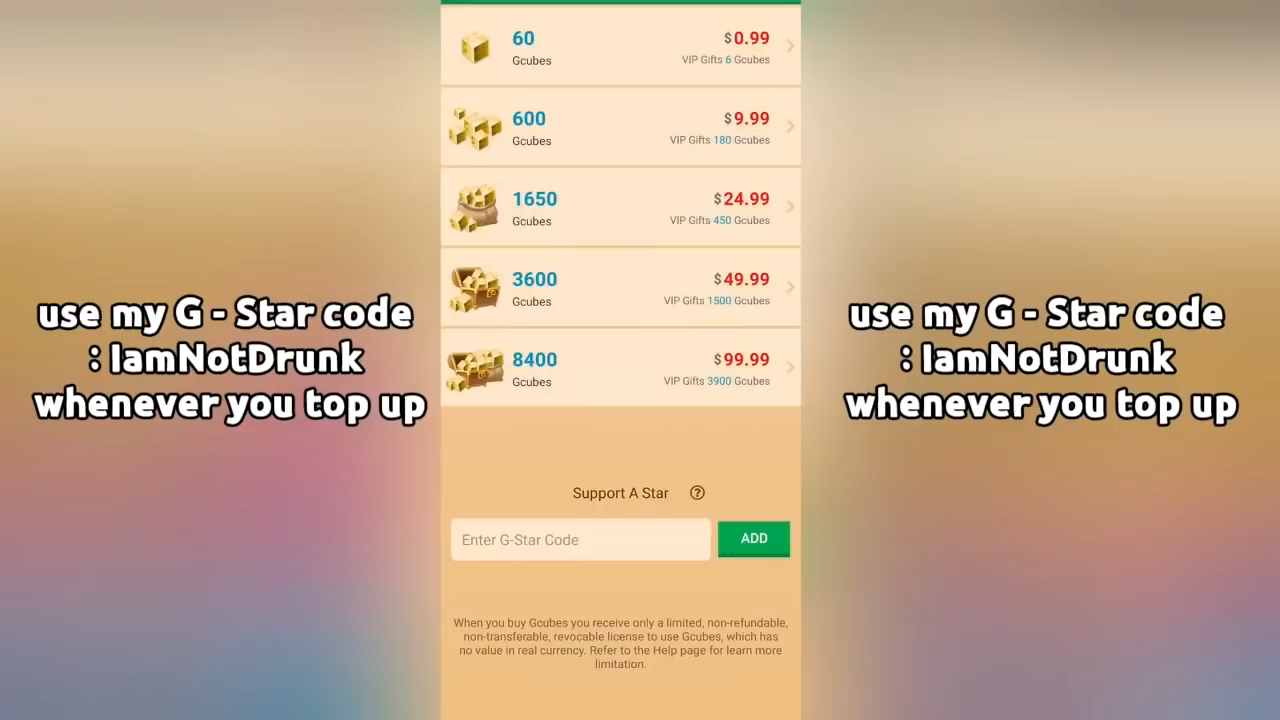 60
$0.99
Gcubes
VIP Gifts 6 Gcubes
600
$9.99
Gcubes
VIP Gifts 180 Gcubes
1650
$24.99
Gcubes
VIP Gifts 450 Gcubes
3600
$49.99
Gcubes
VIP Gifts 1500 Gcubes
8400
$99.99
Gcubes
VIP Gifts 3900 Gcubes
use my G - Star code
: IamNotDrunk
whenever you top up
use my G - Star code
: IamNotDrunk
whenever you top up
Support A Star ?
Enter G-Star Code
ADD
When you buy Gcubes you receive only a limited, non-refundable,
non-transferable, revocable license to use Gcubes, which has
no value in real currency. Refer to the Help page for learn more
limitation.